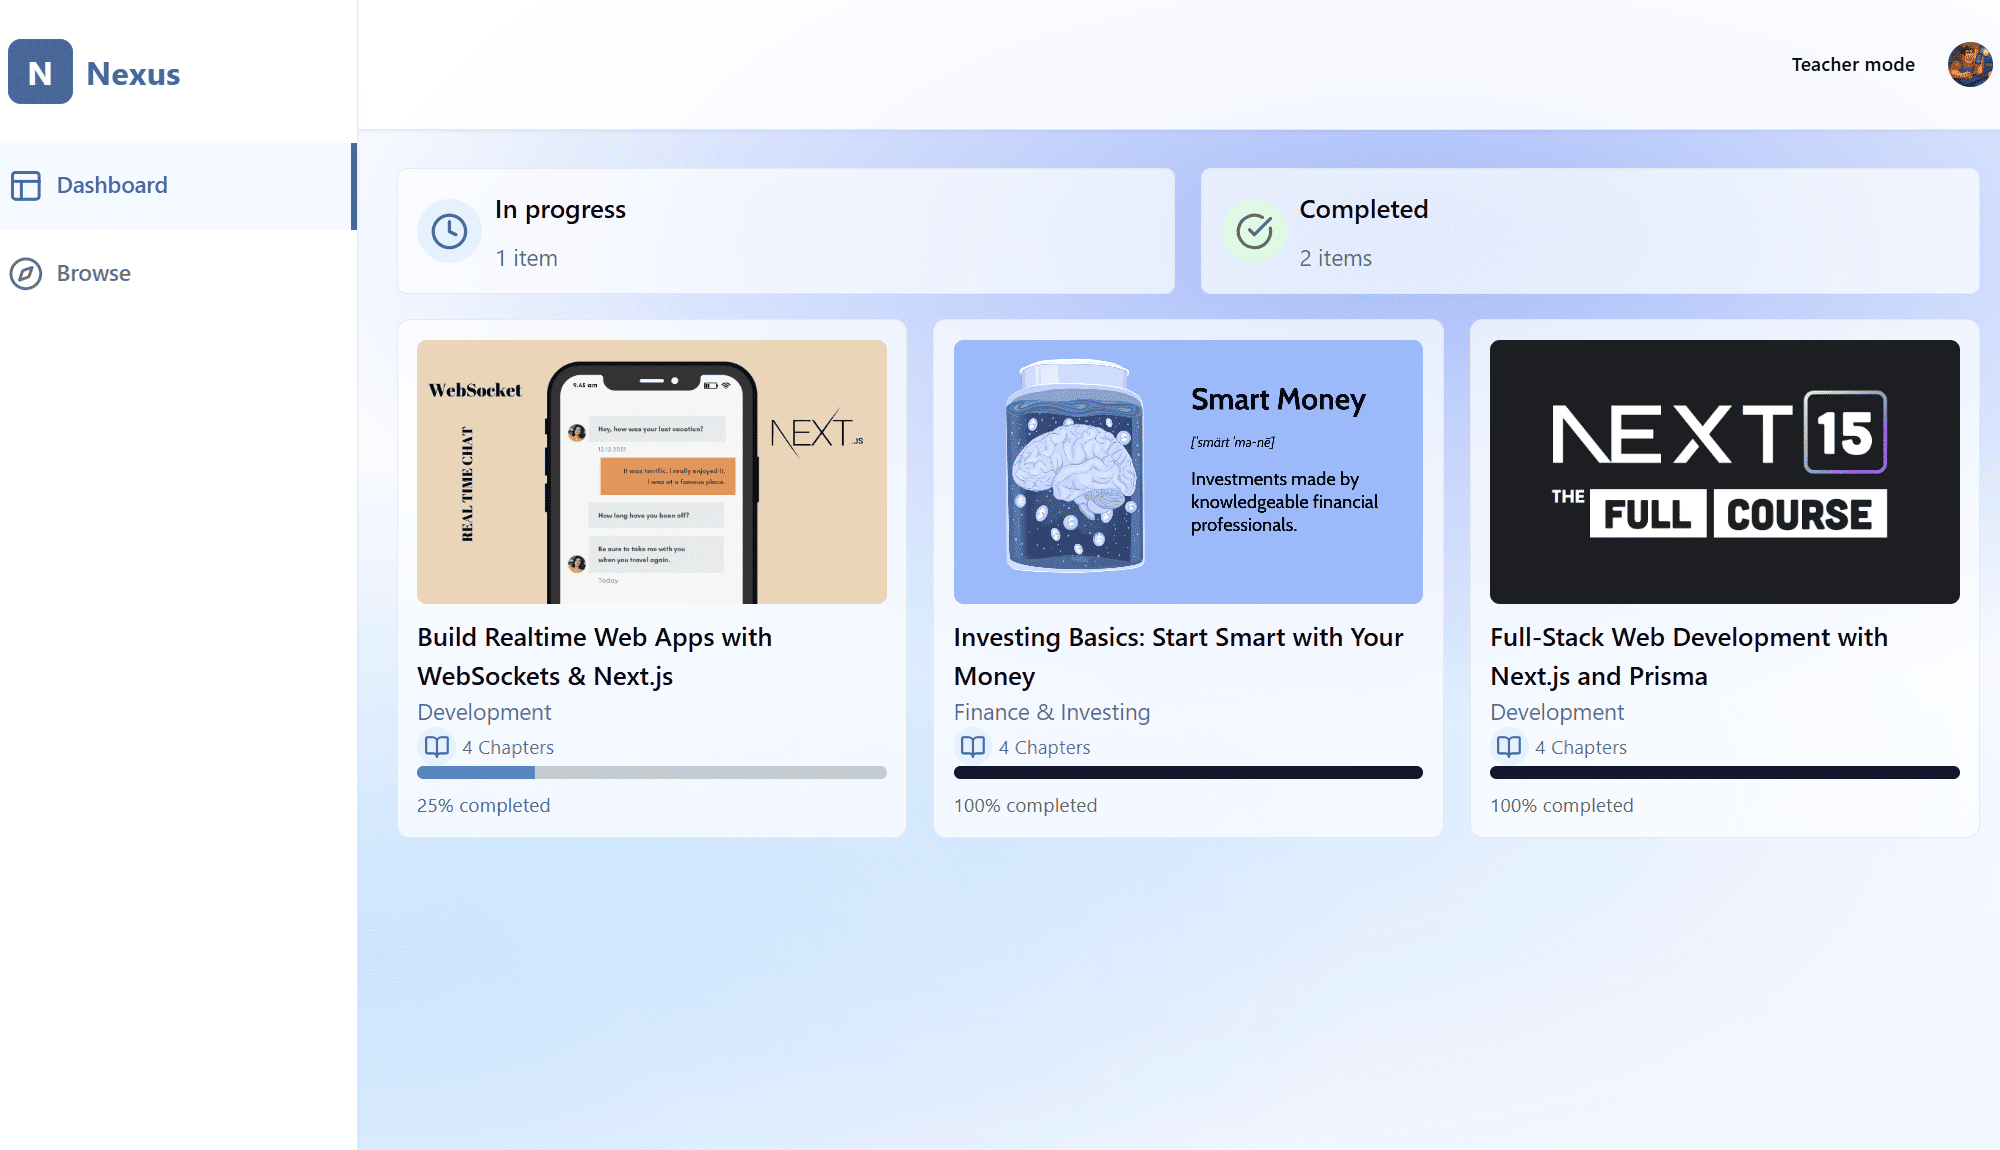 N Nexus
Teacher mode
Dashboard
Browse
In progress
1 item
Completed
2 items
WebSocket
REAL TIME CHAT
9.45 am
Hey, how was your last vacation?
12.12.2021
It was terrific. I really enjoyed it.
I was at a famous place.
How long have you been off?
Be sure to take me with you
when you travel again.
Today
NEXT.JS
Build Realtime Web Apps with
WebSockets & Next.js
Development
4 Chapters
25% completed
Smart Money
[ˈsmärt ˈmə-nē]
Investments made by
knowledgeable financial
professionals.
Investing Basics: Start Smart with Your
Money
Finance & Investing
4 Chapters
100% completed
NEXT 15
THE FULL COURSE
Full-Stack Web Development with
Next.js and Prisma
Development
4 Chapters
100% completed